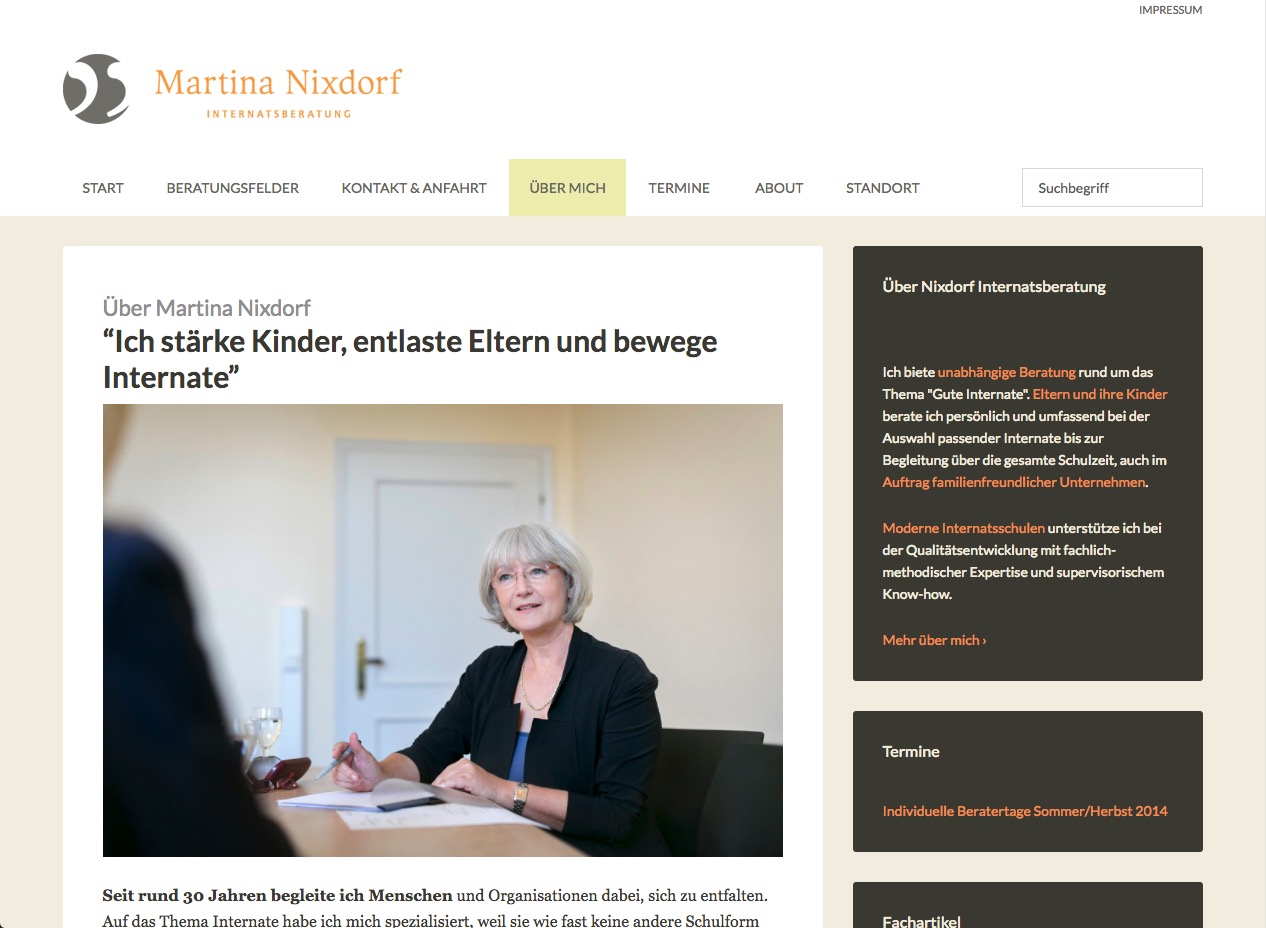 IMPRESSUM
Martina Nixdorf
INTERNATSBERATUNG
START BERATUNGSFELDER KONTAKT & ANFAHRT ÜBER MICH TERMINE ABOUT STANDORT Suchbegriff
Über Martina Nixdorf
“Ich stärke Kinder, entlaste Eltern und bewege
Internate”
Seit rund 30 Jahren begleite ich Menschen und Organisationen dabei, sich zu entfalten.
Auf das Thema Internate habe ich mich spezialisiert, weil sie wie fast keine andere Schulform
Über Nixdorf Internatsberatung
Ich biete unabhängige Beratung rund um das
Thema "Gute Internate". Eltern und ihre Kinder
berate ich persönlich und umfassend bei der
Auswahl passender Internate bis zur
Begleitung über die gesamte Schulzeit, auch im
Auftrag familienfreundlicher Unternehmen.
Moderne Internatsschulen unterstütze ich bei
der Qualitätsentwicklung mit fachlich-
methodischer Expertise und supervisorischem
Know-how.
Mehr über mich ›
Termine
Individuelle Beratertage Sommer/Herbst 2014
Fachartikel